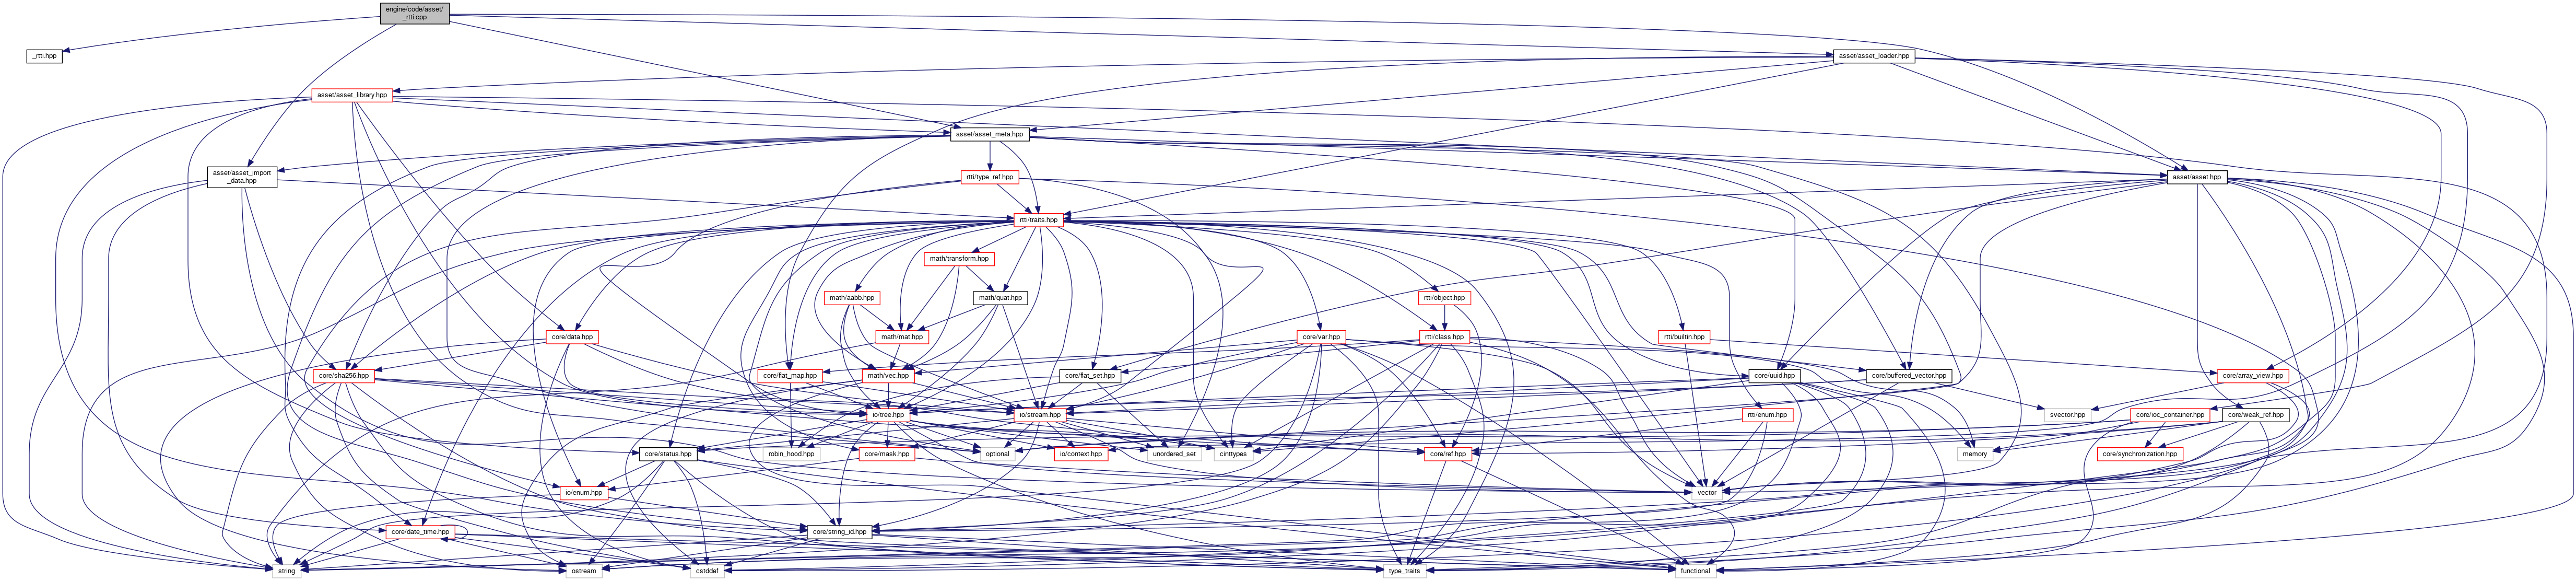 engine/code/asset/
_rtti.cpp
_rtti.hpp
asset/asset_loader.hpp
asset/asset_library.hpp
asset/asset_meta.hpp
asset/asset_import
_data.hpp
rtti/type_ref.hpp
asset/asset.hpp
rtti/traits.hpp
math/transform.hpp
math/aabb.hpp
math/quat.hpp
rtti/object.hpp
core/data.hpp
math/mat.hpp
core/var.hpp
rtti/class.hpp
rtti/builtin.hpp
core/sha256.hpp
core/flat_map.hpp
math/vec.hpp
core/flat_set.hpp
core/uuid.hpp
core/buffered_vector.hpp
core/array_view.hpp
io/tree.hpp
io/stream.hpp
rtti/enum.hpp
svector.hpp
core/ioc_container.hpp
core/weak_ref.hpp
core/status.hpp
robin_hood.hpp
core/mask.hpp
optional
io/context.hpp
unordered_set
cinttypes
core/ref.hpp
memory
core/synchronization.hpp
io/enum.hpp
vector
core/date_time.hpp
core/string_id.hpp
string
ostream
cstddef
type_traits
functional